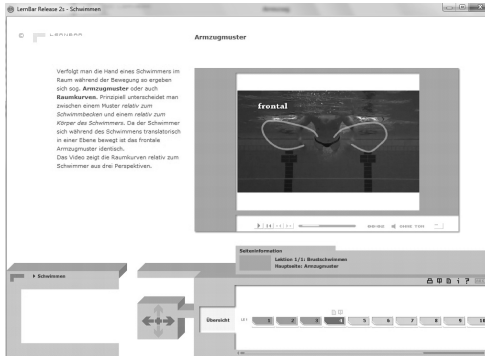 LernBar Release 2s - Schwimmen
LERNBAR
Armzugmuster
Verfolgt man die Hand eines Schwimmers im
Raum während der Bewegung so ergeben
sich sog. Armzugmuster oder auch
Raumkurven. Prinzipiell unterscheidet man
zwischen einem Muster relativ zum
Schwimmbecken und einem relativ zum
Körper des Schwimmers. Da der Schwimmer
sich während des Schwimmens translatorisch
in einer Ebene bewegt ist das frontale
Armzugmuster identisch.
Das Video zeigt die Raumkurven relativ zum
Schwimmer aus drei Perspektiven.
frontal
Seiteninformation
Lektion 1/1: Brustschwimmen
Hauptseite: Armzugmuster
Schwimmen
Übersicht
1 2 3 4 5 6 7 8 9 10